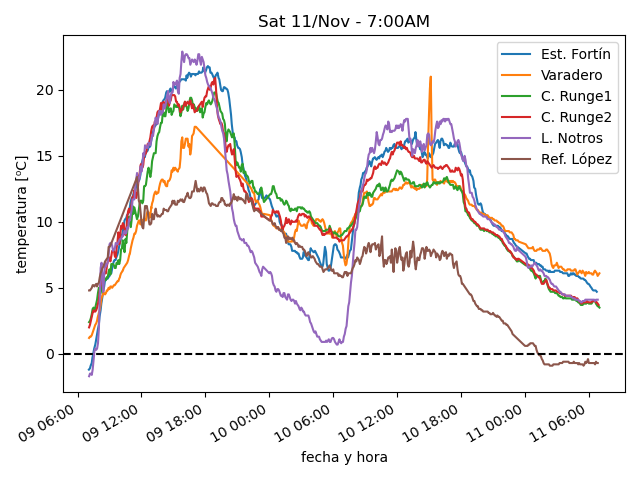 Sat 11/Nov - 7:00AM
temperatura [ºC]
20
15
10
5
0
Est. Fortín
Varadero
C. Runge1
C. Runge2
L. Notros
Ref. López
09 06:00
09 12:00
09 18:00
10 00:00
10 06:00
10 12:00
10 18:00
11 00:00
11 06:00
fecha y hora